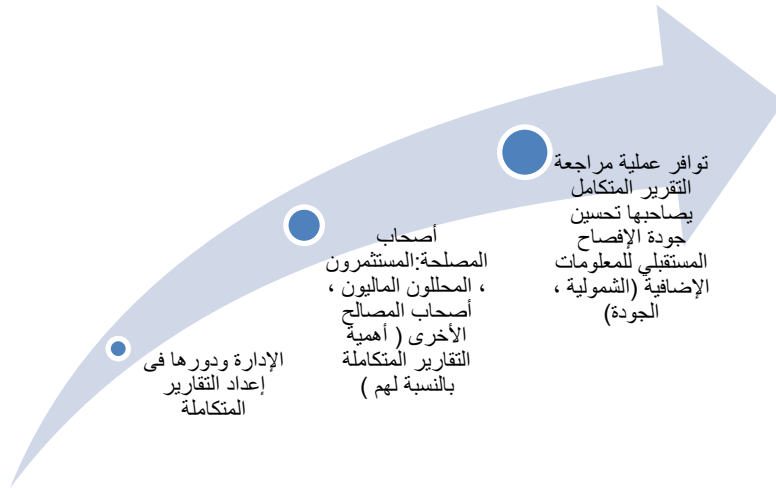 توافر عملية مراجعة
التقرير المتكامل
يصاحبها تحسين
جودة الإفصاح
المستقبلي للمعلومات
الإضافية (الشمولية ،
الجودة)
أصحاب
المصلحة:المستثمرون
، المحللون الماليون ،
أصحاب المصالح
الأخرى ( أهمية
التقارير المتكاملة
بالنسبة لهم )
الإدارة ودورها فى
إعداد التقارير
المتكاملة